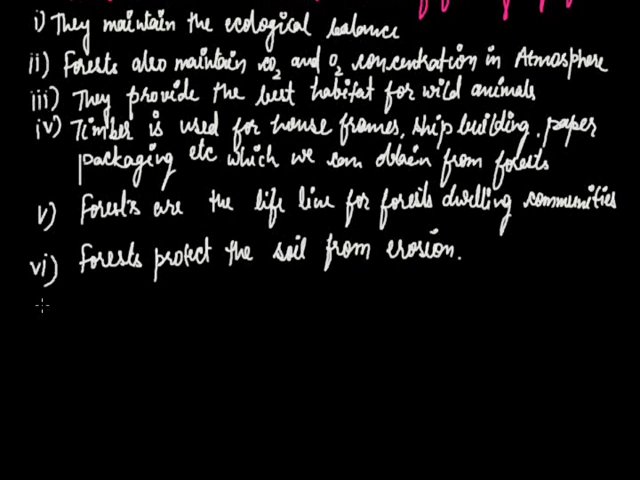 i) They maintain the ecological balance
ii) Forests also maintain CO₂ and O₂ concentration in Atmosphere
iii) They provide the best habitat for wild animals
iv) Timber is used for house frames, ship building, paper
packaging etc which we can obtain from forests
v) Forests are the life line for forests dwelling communities
vi) Forests protect the soil from erosion.